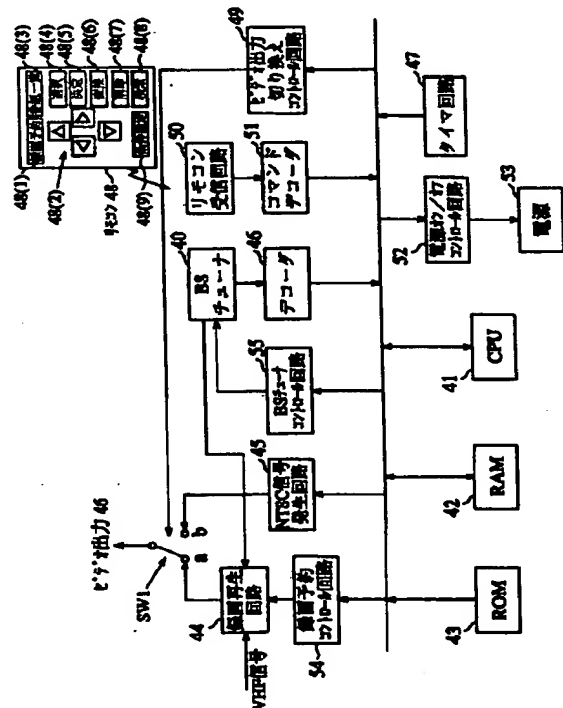 ビデオ出力 46
SW1
a
b
VHF信号
44
録画再生
回路
45
NTSC信号
発生回路
40
BS
チューナ
48(1)
48(2)
リモコン 48
48(9)
48(3)
48(4)
48(5)
48(6)
48(7)
48(8)
選択
決定
変換
削除
54
録画予約
コントロール回路
55
BSチューナ
コントロール回路
46
デコーダ
50
リモコン
受信回路
51
コマンド
デコーダ
49
ビデオ出力
切り換え
コントロール回路
43
ROM
42
RAM
41
CPU
52
電源オン/オフ
コントロール回路
53
電源
47
タイマ回路